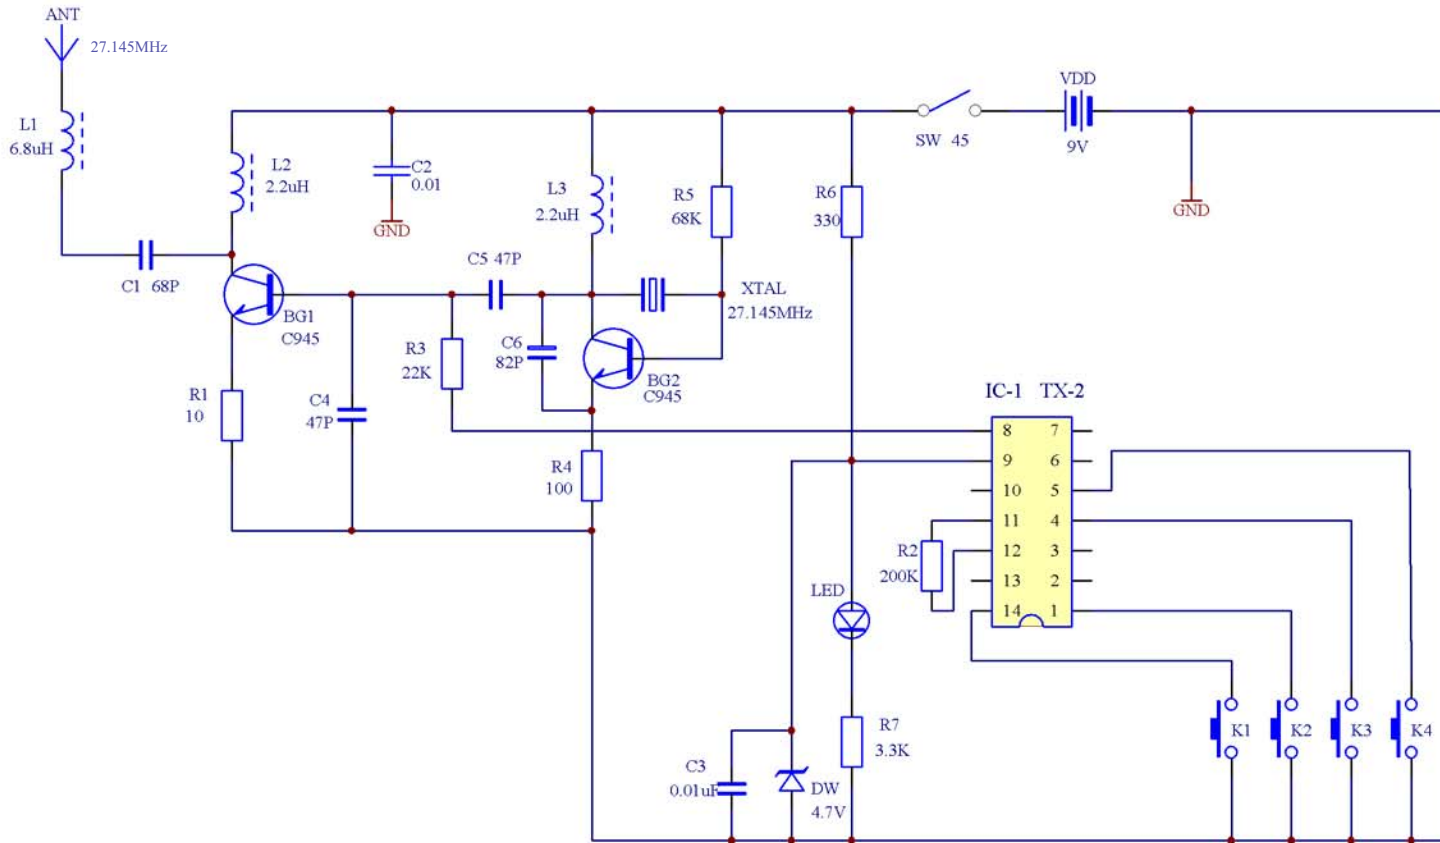 ANT
27.145MHz
L1
6.8uH
L2
2.2uH
C2
0.01
GND
L3
2.2uH
R5
68K
R6
330
SW 45
VDD
9V
GND
C1 68P
BG1
C945
C5 47P
XTAL
27.145MHz
R3
22K
C6
82P
BG2
C945
R1
10
C4
47P
R4
100
IC-1 TX-2
8 7
9 6
10 5
11 4
12 3
13 2
14 1
R2
200K
LED
R7
3.3K
C3
0.01uF
DW
4.7V
K1
K2
K3
K4